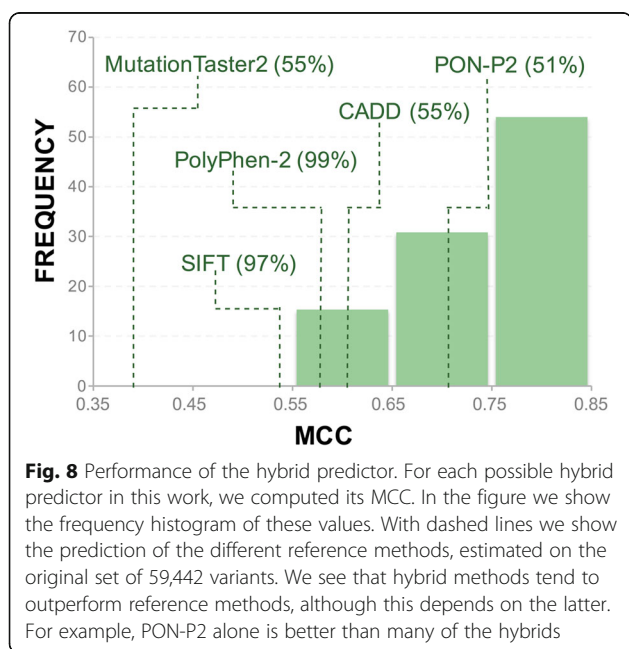 70
60
50
40
30
20
10
0
FREQUENCY
MutationTaster2 (55%)
PON-P2 (51%)
CADD (55%)
PolyPhen-2 (99%)
SIFT (97%)
0.35 0.45 0.55 0.65 0.75 0.85
MCC
Fig. 8 Performance of the hybrid predictor. For each possible hybrid
predictor in this work, we computed its MCC. In the figure we show
the frequency histogram of these values. With dashed lines we show
the prediction of the different reference methods, estimated on the
original set of 59,442 variants. We see that hybrid methods tend to
outperform reference methods, although this depends on the latter.
For example, PON-P2 alone is better than many of the hybrids